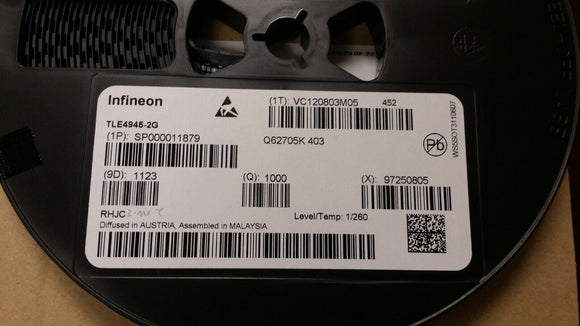 Infineon
(1T): VC120803M05 452
TLE4945-2G
(1P): SP000011879
Q62705K 403
Pb
WS5SOT3110607
(9D): 1123
(Q): 1000
(X): 97250805
RHJC
Level/Temp: 1/260
Diffused in AUSTRIA, Assembled in MALAYSIA